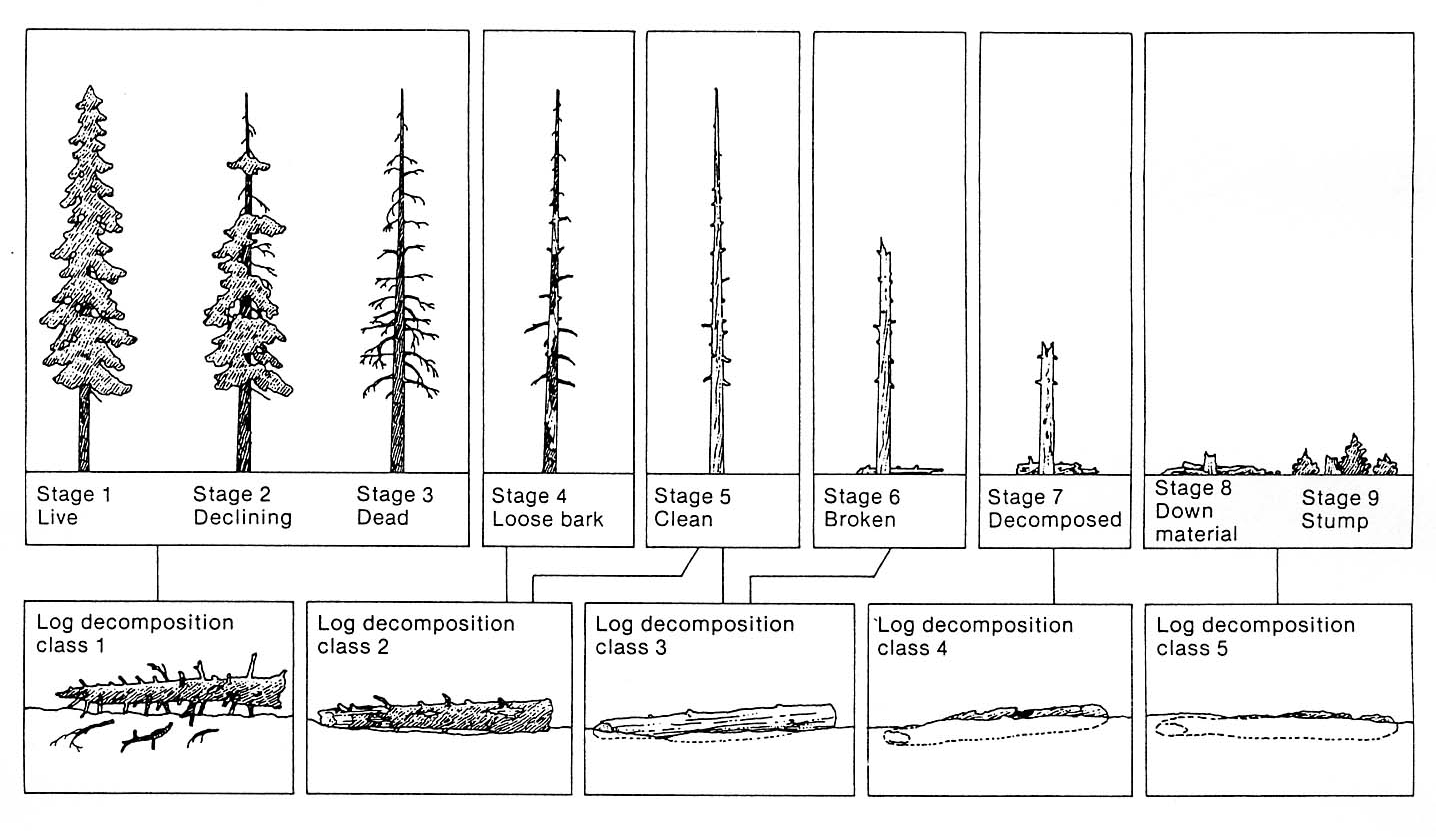 Stage 1
Live
Stage 2
Declining
Stage 3
Dead
Stage 4
Loose bark
Stage 5
Clean
Stage 6
Broken
Stage 7
Decomposed
Stage 8
Down
material
Stage 9
Stump
Log decomposition
class 1
Log decomposition
class 2
Log decomposition
class 3
Log decomposition
class 4
Log decomposition
class 5